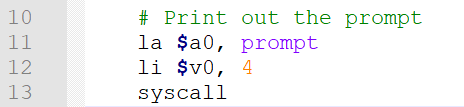 10 # Print out the prompt
11 la $a0, prompt
12 li $v0, 4
13 syscall